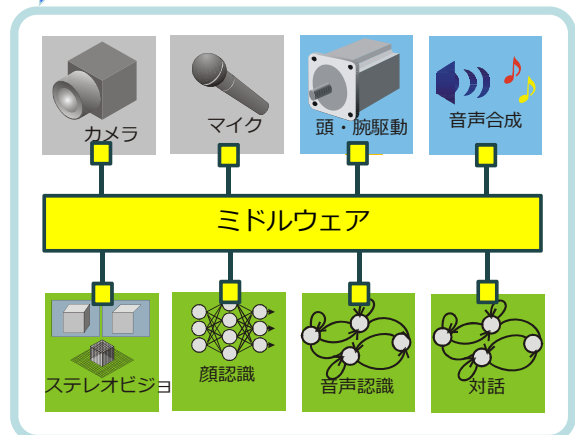 カメラ
マイク
頭・腕駆動
音声合成
ミドルウェア
ステレオビジョ
顔認識
音声認識
対話